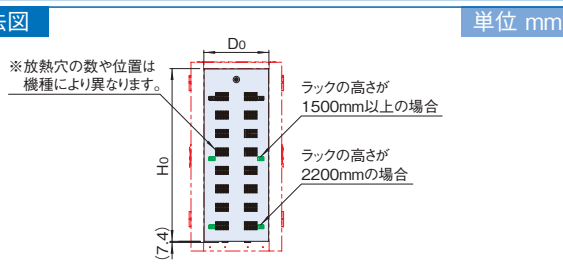 法図
単位 mm
D0
※放熱穴の数や位置は
機種により異なります。
ラックの高さが
1500mm以上の場合
ラックの高さが
2200mmの場合
H0
(7.4)